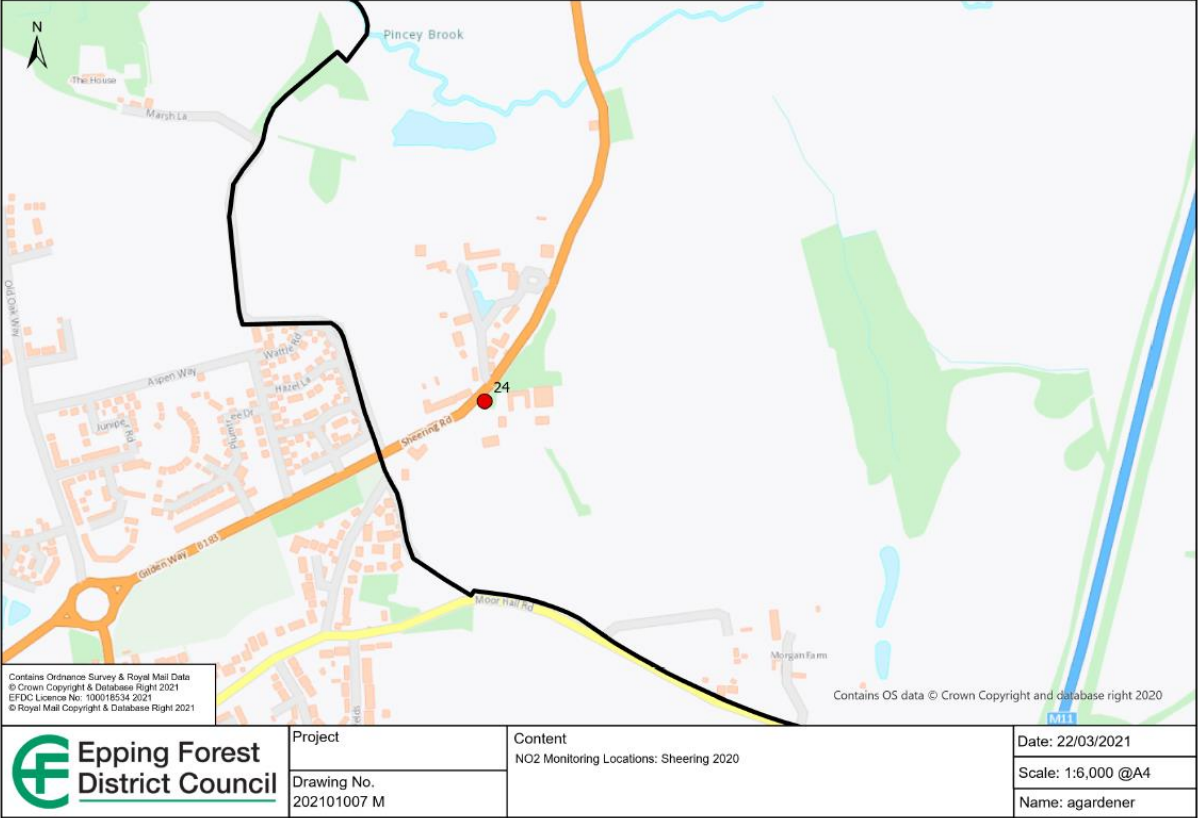 N
Pincey Brook
The House
Marsh La
Old Oak Way
Wattle Rd
Aspen Way
Hazel La
Juniper Rd
Plumtree Dr
24
Sheering Rd
Gilden Way B183
Moor Hall Rd
Morgan Farm
Contains Ordnance Survey & Royal Mail Data
© Crown Copyright & Database Right 2021
EFDC Licence No: 100018534 2021
© Royal Mail Copyright & Database Right 2021
Contains OS data © Crown Copyright and database right 2020
M11
Epping Forest
District Council
Project
Drawing No.
202101007 M
Content
NO2 Monitoring Locations: Sheering 2020
Date: 22/03/2021
Scale: 1:6,000 @A4
Name: agardener